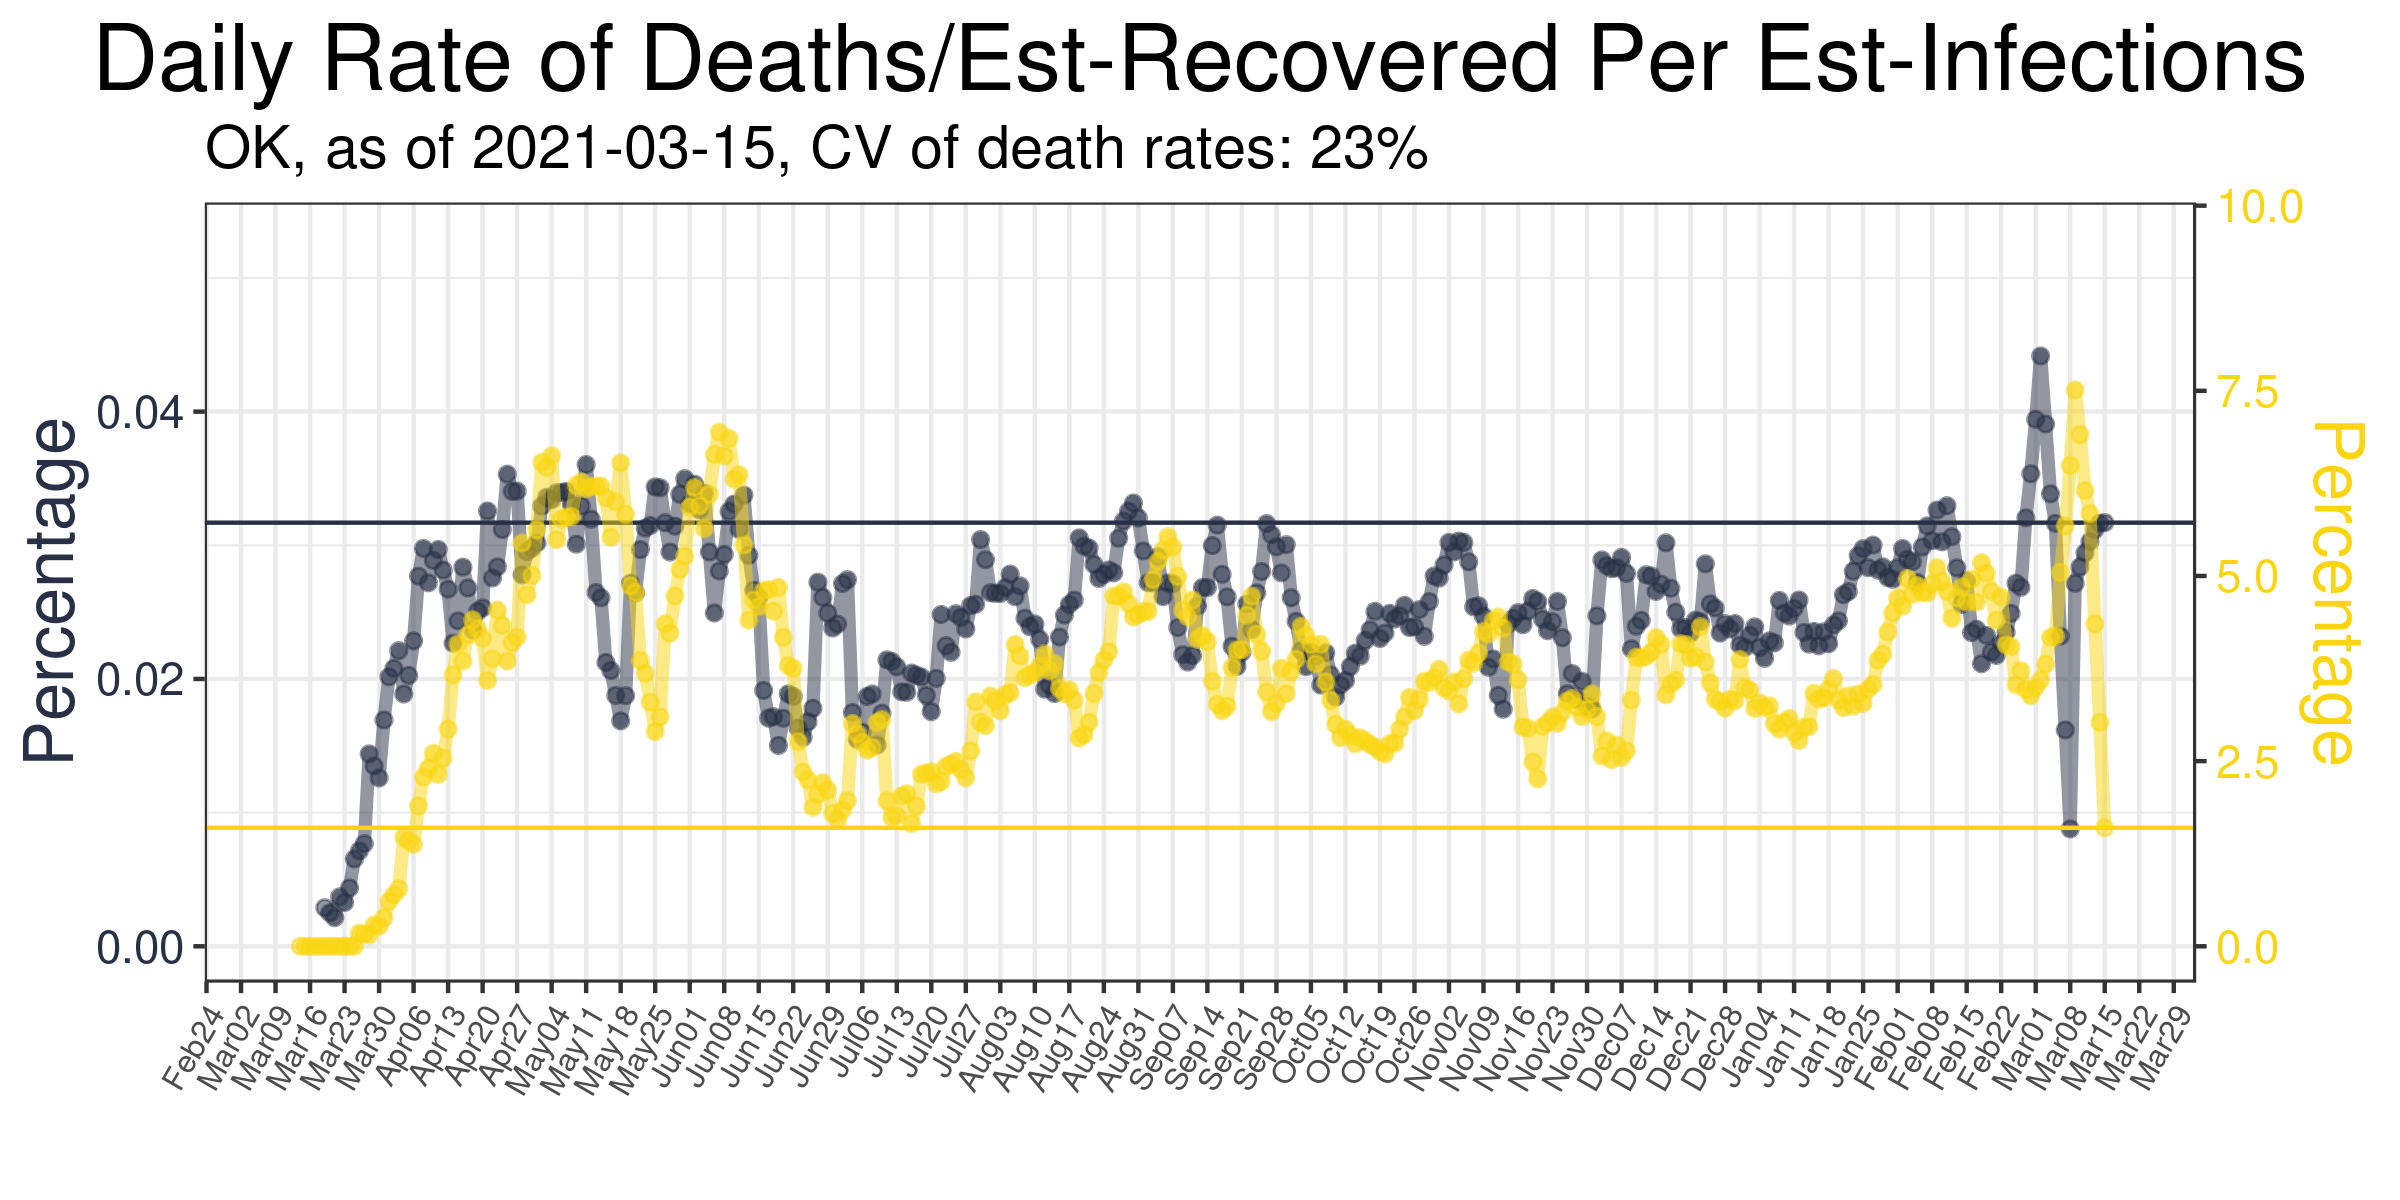 Daily Rate of Deaths/Est-Recovered Per Est-Infections
OK, as of 2021-03-15, CV of death rates: 23%
Percentage
0.04
0.02
0.00
10.0
7.5
5.0
2.5
0.0
Percentage
Feb24
Mar02
Mar09
Mar16
Mar23
Mar30
Apr06
Apr13
Apr20
Apr27
May04
May11
May18
May25
Jun01
Jun08
Jun15
Jun22
Jun29
Jul06
Jul13
Jul20
Jul27
Aug03
Aug10
Aug17
Aug24
Aug31
Sep07
Sep14
Sep21
Sep28
Oct05
Oct12
Oct19
Oct26
Nov02
Nov09
Nov16
Nov23
Nov30
Dec07
Dec14
Dec21
Dec28
Jan04
Jan11
Jan18
Jan25
Feb01
Feb08
Feb15
Feb22
Mar01
Mar08
Mar15
Mar22
Mar29